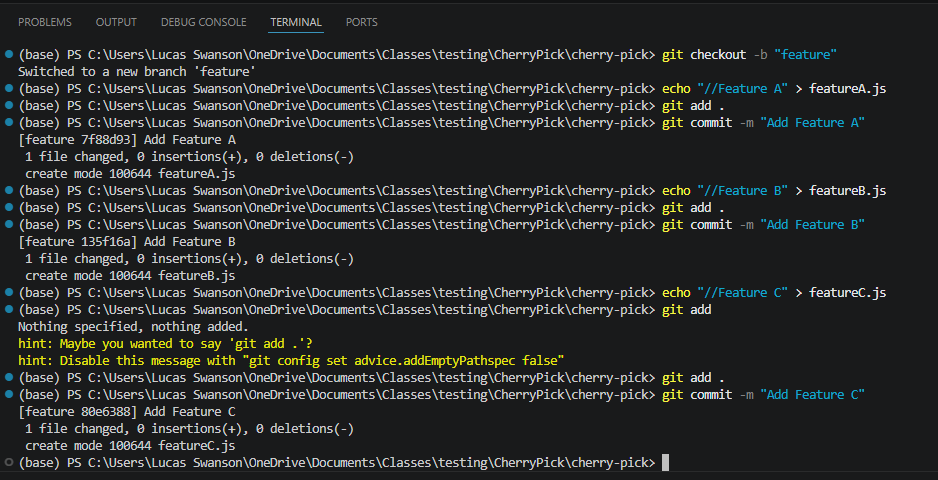 PROBLEMS OUTPUT DEBUG CONSOLE TERMINAL PORTS
(base) PS C:\Users\Lucas Swanson\OneDrive\Documents\Classes\testing\CherryPick\cherry-pick> git checkout -b "feature"
Switched to a new branch 'feature'
(base) PS C:\Users\Lucas Swanson\OneDrive\Documents\Classes\testing\CherryPick\cherry-pick> echo "//Feature A" > featureA.js
(base) PS C:\Users\Lucas Swanson\OneDrive\Documents\Classes\testing\CherryPick\cherry-pick> git add .
(base) PS C:\Users\Lucas Swanson\OneDrive\Documents\Classes\testing\CherryPick\cherry-pick> git commit -m "Add Feature A"
[feature 7f88d93] Add Feature A
 1 file changed, 0 insertions(+), 0 deletions(-)
 create mode 100644 featureA.js
(base) PS C:\Users\Lucas Swanson\OneDrive\Documents\Classes\testing\CherryPick\cherry-pick> echo "//Feature B" > featureB.js
(base) PS C:\Users\Lucas Swanson\OneDrive\Documents\Classes\testing\CherryPick\cherry-pick> git add .
(base) PS C:\Users\Lucas Swanson\OneDrive\Documents\Classes\testing\CherryPick\cherry-pick> git commit -m "Add Feature B"
[feature 135f16a] Add Feature B
 1 file changed, 0 insertions(+), 0 deletions(-)
 create mode 100644 featureB.js
(base) PS C:\Users\Lucas Swanson\OneDrive\Documents\Classes\testing\CherryPick\cherry-pick> echo "//Feature C" > featureC.js
(base) PS C:\Users\Lucas Swanson\OneDrive\Documents\Classes\testing\CherryPick\cherry-pick> git add
Nothing specified, nothing added.
hint: Maybe you wanted to say 'git add .'?
hint: Disable this message with "git config set advice.addEmptyPathspec false"
(base) PS C:\Users\Lucas Swanson\OneDrive\Documents\Classes\testing\CherryPick\cherry-pick> git add .
(base) PS C:\Users\Lucas Swanson\OneDrive\Documents\Classes\testing\CherryPick\cherry-pick> git commit -m "Add Feature C"
[feature 80e6388] Add Feature C
 1 file changed, 0 insertions(+), 0 deletions(-)
 create mode 100644 featureC.js
(base) PS C:\Users\Lucas Swanson\OneDrive\Documents\Classes\testing\CherryPick\cherry-pick>